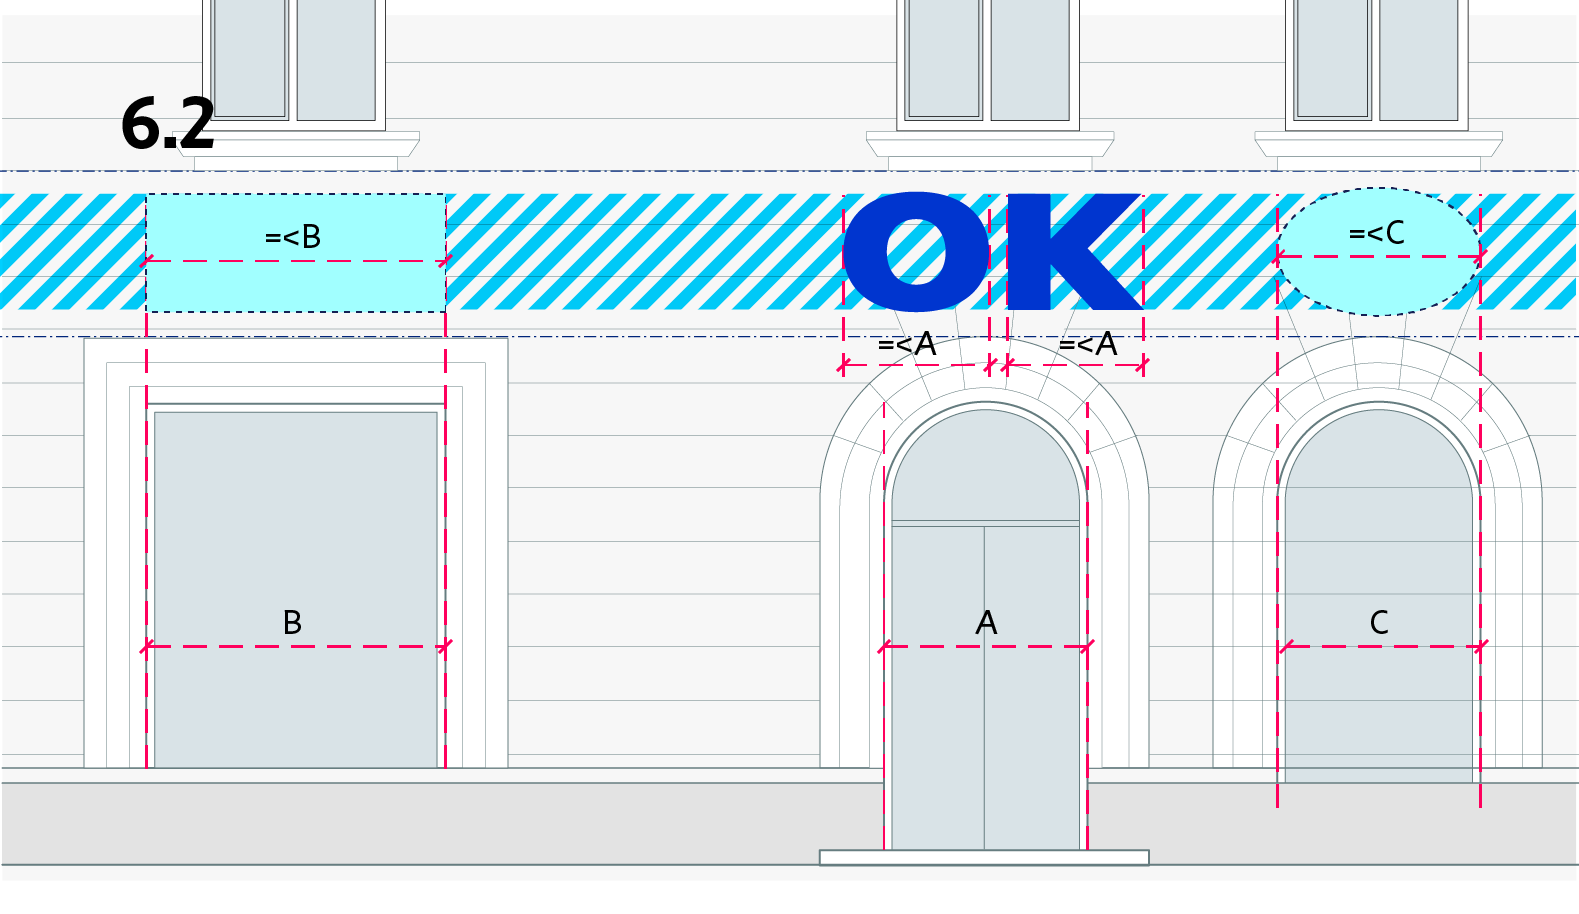 6.2
=<B
OK
=<C
=<A
=<A
B
A
C